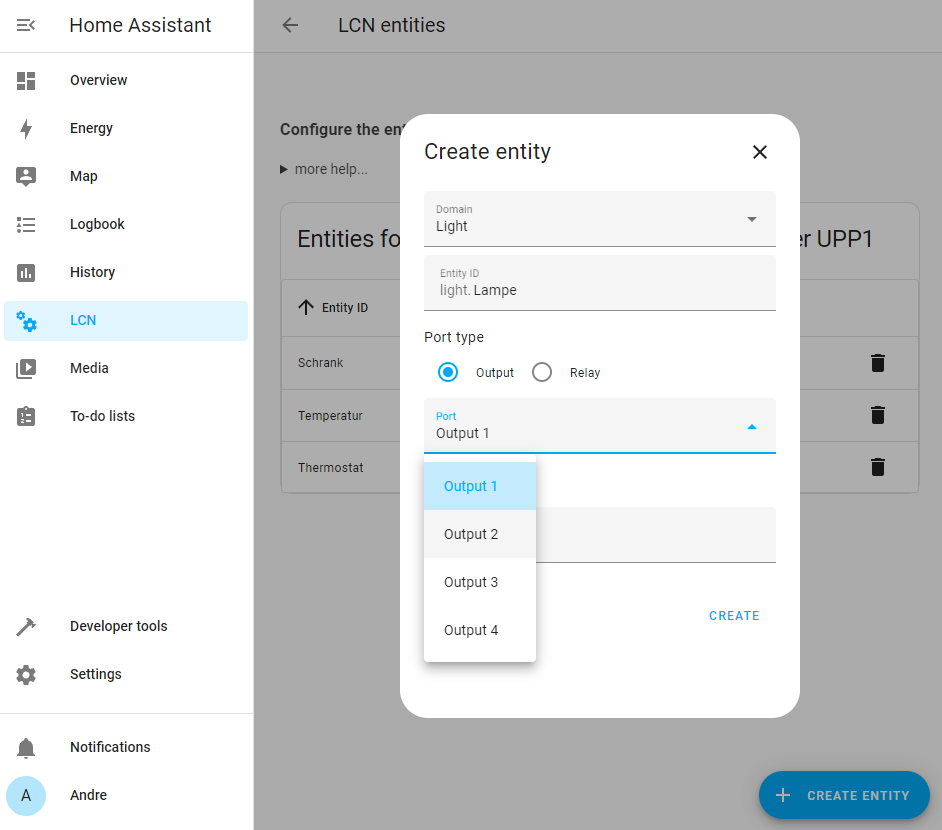 Home Assistant
Overview
Energy
Map
Logbook
History
LCN
Media
To-do lists
Developer tools
Settings
Notifications
A
Andre
LCN entities
Configure the en
more help...
Entities fo
er UPP1
Entity ID
Schrank
Temperatur
Thermostat
Create entity
Domain
Light
Entity ID
light. Lampe
Port type
Output Relay
Port
Output 1
Output 1
Output 2
Output 3
Output 4
CREATE
CREATE ENTITY